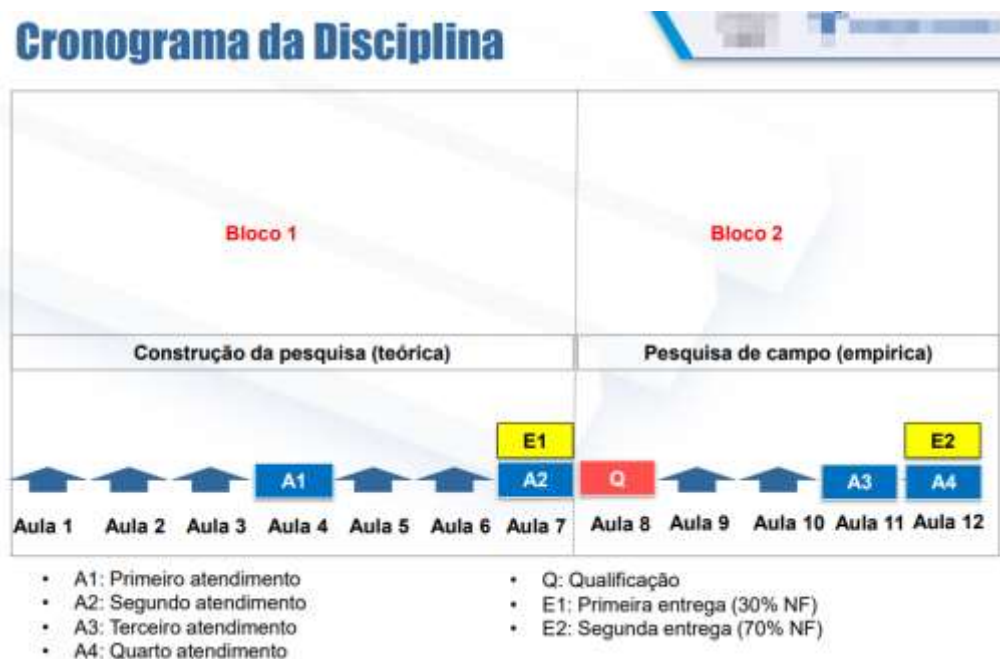 Cronograma da Disciplina
Bloco 1
Bloco 2
Construção da pesquisa (teórica)
Pesquisa de campo (empirica)
E1
E2
A1
A2
Q
A3
A4
Aula 1
Aula 2
Aula 3
Aula 4
Aula 5
Aula 6
Aula 7
Aula 8
Aula 9
Aula 10
Aula 11
Aula 12
• A1: Primeiro atendimento
• A2: Segundo atendimento
• A3: Terceiro atendimento
• A4: Quarto atendimento
• Q: Qualificação
• E1: Primeira entrega (30% NF)
• E2: Segunda entrega (70% NF)